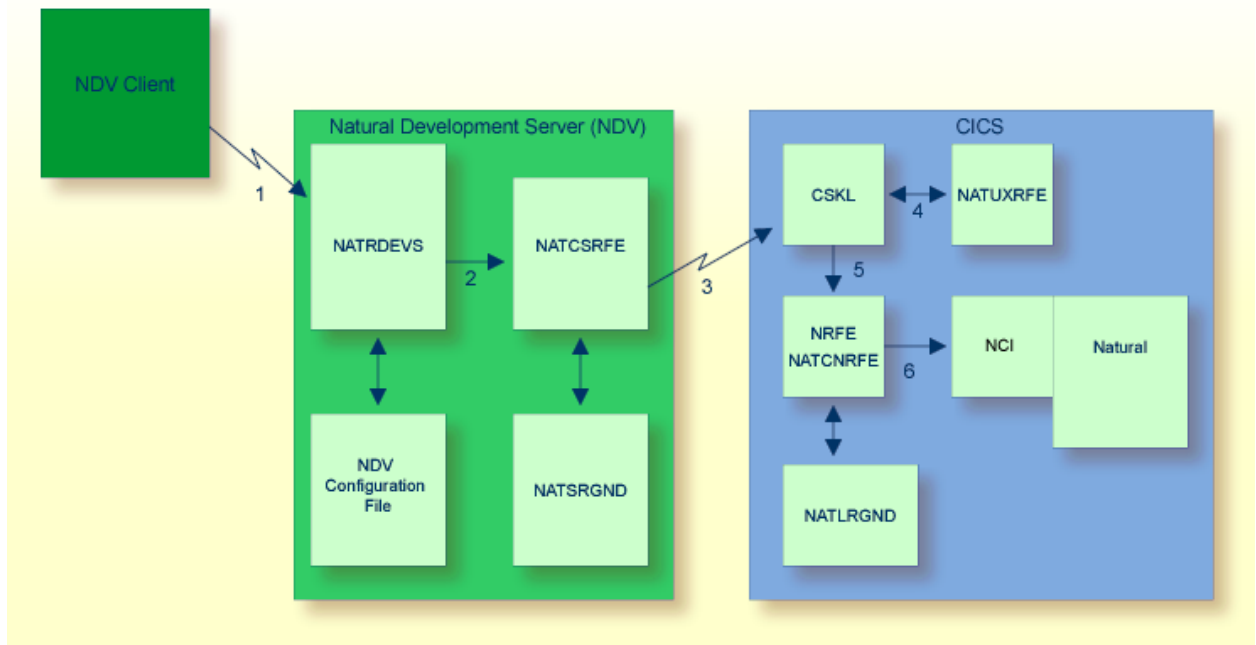 NDV Client
1
Natural Development Server (NDV)
NATRDEVS
2
NATCSRFE
NDV
Configuration
File
NATSRGND
3
CICS
CSKL
4
NATUXRFE
5
NRFE
NATCNRFE
6
NCI
Natural
NATLRGND